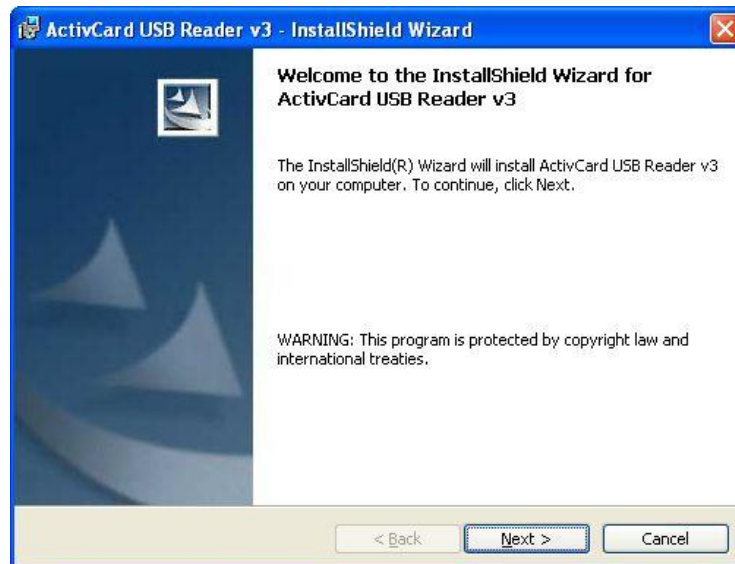 ActivCard USB Reader v3 - InstallShield Wizard
Welcome to the InstallShield Wizard for
ActivCard USB Reader v3
The InstallShield(R) Wizard will install ActivCard USB Reader v3
on your computer. To continue, click Next.
WARNING: This program is protected by copyright law and
international treaties.
< Back Next > Cancel